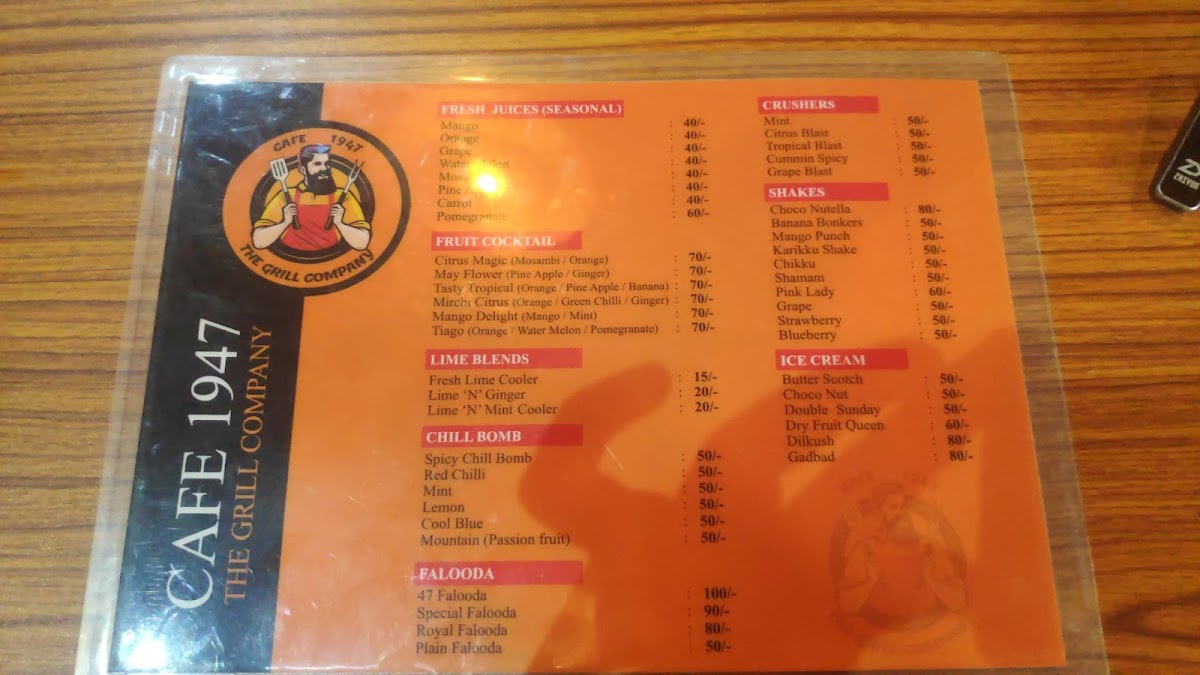 CAFE 1947
THE GRILL COMPANY
CAFE 1947
THE GRILL COMPANY
FRESH JUICES (SEASONAL)
Mango : 40/-
Orange : 40/-
Grape : 40/-
Water Melon : 40/-
: 40/-
Pine : 40/-
Carrot : 40/-
Pomegranate : 60/-
FRUIT COCKTAIL
Citrus Magic (Mosambi / Orange) : 70/-
May Flower (Pine Apple / Ginger) : 70/-
Tasty Tropical (Orange / Pine Apple / Banana) : 70/-
Mirchi Citrus (Orange / Green Chilli / Ginger) : 70/-
Mango Delight (Mango / Mint) : 70/-
Tiago (Orange / Water Melon / Pomegranate) : 70/-
LIME BLENDS
Fresh Lime Cooler : 15/-
Lime ‘N’ Ginger : 20/-
Lime ‘N’ Mint Cooler : 20/-
CHILL BOMB
Spicy Chill Bomb : 50/-
Red Chilli : 50/-
Mint : 50/-
Lemon : 50/-
Cool Blue : 50/-
Mountain (Passion fruit) : 50/-
FALOODA
47 Falooda : 100/-
Special Falooda : 90/-
Royal Falooda : 80/-
Plain Falooda : 50/-
CRUSHERS
Mint : 50/-
Citrus Blast : 50/-
Tropical Blast : 50/-
Cummin Spicy : 50/-
Grape Blast : 50/-
SHAKES
Choco Nutella : 80/-
Banana Bonkers : 50/-
Mango Punch : 50/-
Karikku Shake : 50/-
Chikku : 50/-
Shamam : 50/-
Pink Lady : 60/-
Grape : 50/-
Strawberry : 50/-
Blueberry : 50/-
ICE CREAM
Butter Scotch : 50/-
Choco Nut : 50/-
Double Sunday : 50/-
Dry Fruit Queen : 60/-
Dilkush : 80/-
Gadbad : 80/-